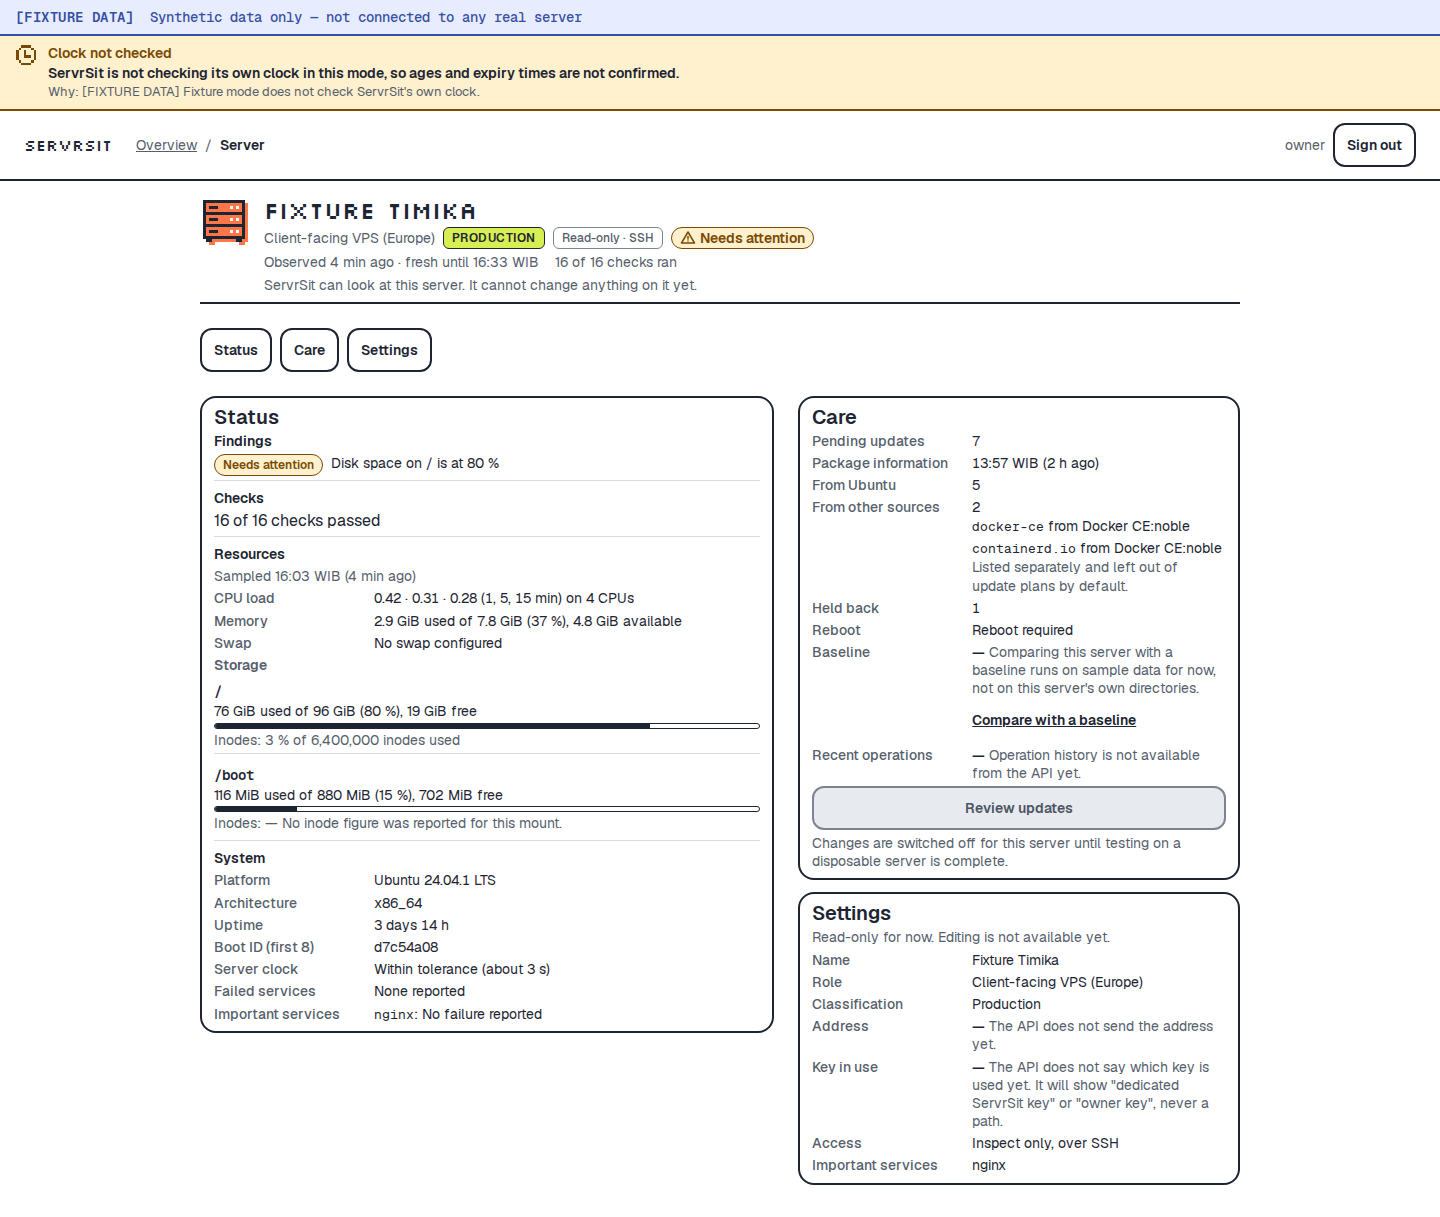 [FIXTURE DATA] Synthetic data only — not connected to any real server
Clock not checked
ServrSit is not checking its own clock in this mode, so ages and expiry times are not confirmed.
Why: [FIXTURE DATA] Fixture mode does not check ServrSit's own clock.
SERVRSIT
Overview / Server
owner
Sign out
FIXTURE TIMIKA
Client-facing VPS (Europe) PRODUCTION Read-only · SSH Needs attention
Observed 4 min ago · fresh until 16:33 WIB 16 of 16 checks ran
ServrSit can look at this server. It cannot change anything on it yet.
Status Care Settings
Status
Findings
Needs attention Disk space on / is at 80 %
Checks
16 of 16 checks passed
Resources
Sampled 16:03 WIB (4 min ago)
CPU load 0.42 · 0.31 · 0.28 (1, 5, 15 min) on 4 CPUs
Memory 2.9 GiB used of 7.8 GiB (37 %), 4.8 GiB available
Swap No swap configured
Storage
/
76 GiB used of 96 GiB (80 %), 19 GiB free
Inodes: 3 % of 6,400,000 inodes used
/boot
116 MiB used of 880 MiB (15 %), 702 MiB free
Inodes: — No inode figure was reported for this mount.
System
Platform Ubuntu 24.04.1 LTS
Architecture x86_64
Uptime 3 days 14 h
Boot ID (first 8) d7c54a08
Server clock Within tolerance (about 3 s)
Failed services None reported
Important services nginx: No failure reported
Care
Pending updates 7
Package information 13:57 WIB (2 h ago)
From Ubuntu 5
From other sources 2
docker-ce from Docker CE:noble
containerd.io from Docker CE:noble
Listed separately and left out of
update plans by default.
Held back 1
Reboot Reboot required
Baseline — Comparing this server with a
baseline runs on sample data for now,
not on this server's own directories.
Compare with a baseline
Recent operations — Operation history is not available
from the API yet.
Review updates
Changes are switched off for this server until testing on a
disposable server is complete.
Settings
Read-only for now. Editing is not available yet.
Name Fixture Timika
Role Client-facing VPS (Europe)
Classification Production
Address — The API does not send the address
yet.
Key in use — The API does not say which key is
used yet. It will show "dedicated
ServrSit key" or "owner key", never a
path.
Access Inspect only, over SSH
Important services nginx